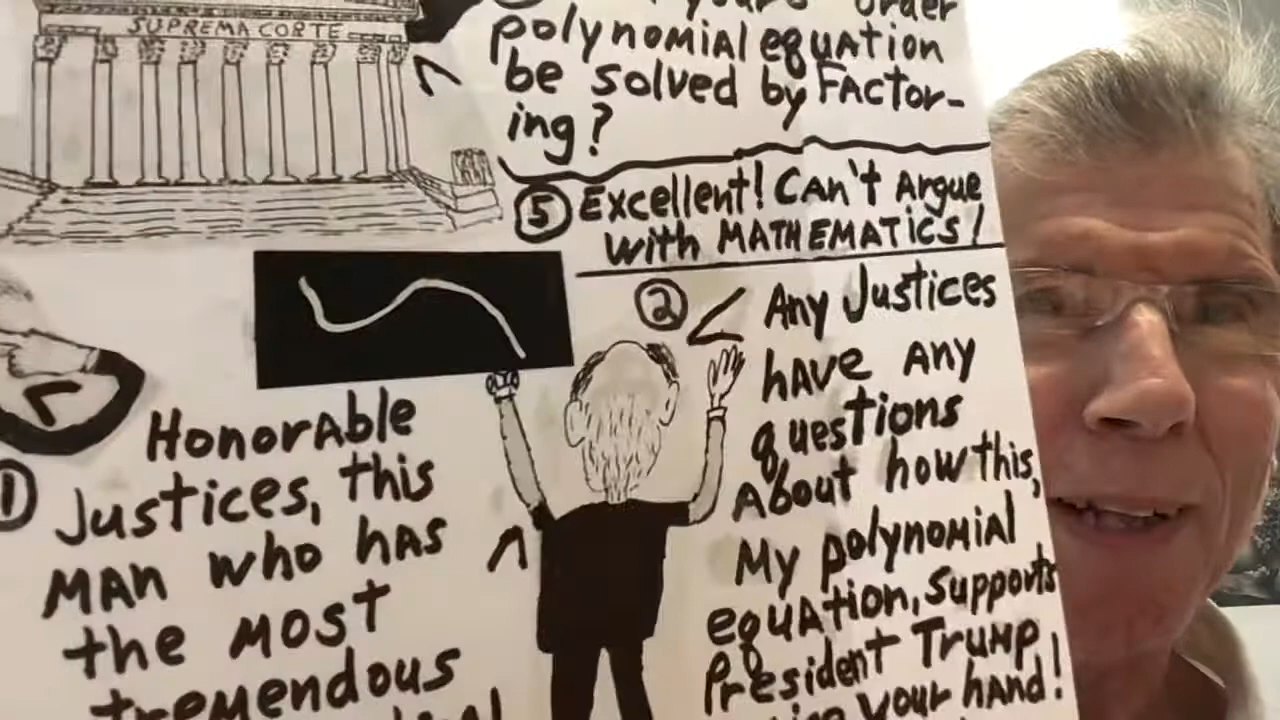 SUPREMA CORTE
order
polynomial equation
be solved by Factor-
ing?
5 Excellent! Can't Argue
with MATHEMATICS!
2 Any Justices
have any
questions
About how this,
My polynomial
equation, supports
President Trump
your hand!
1 Honorable
Justices, this
man who has
the most
tremendous